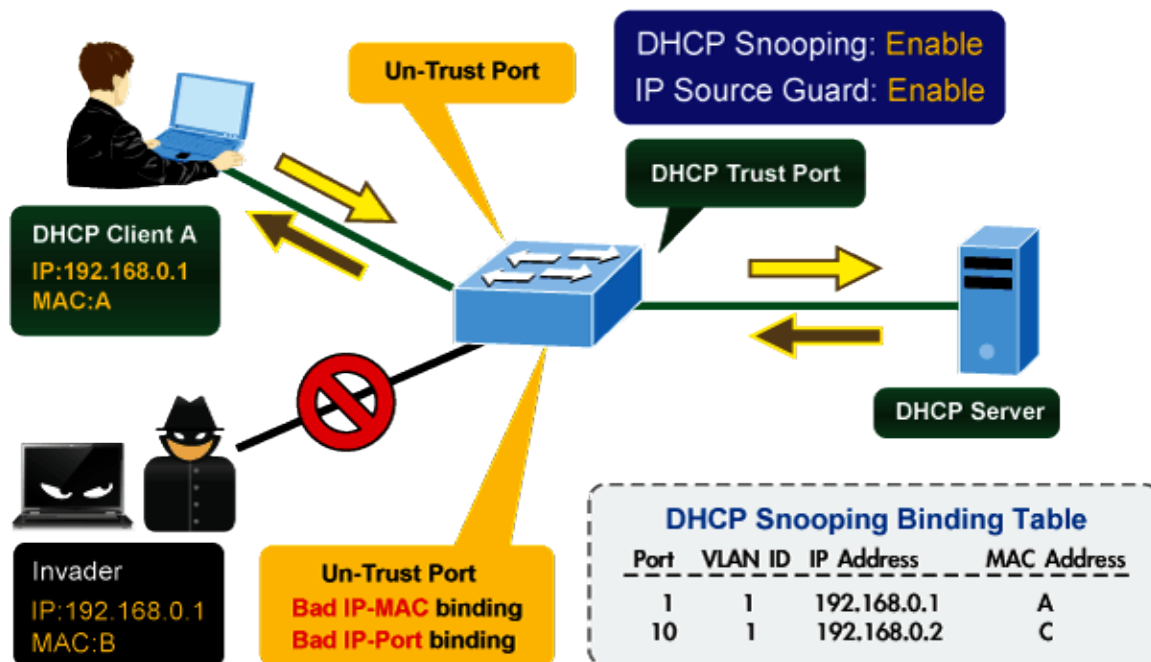 Un-Trust Port
DHCP Snooping: Enable
IP Source Guard: Enable
DHCP Trust Port
DHCP Client A
IP:192.168.0.1
MAC:A
DHCP Server
Invader
IP:192.168.0.1
MAC:B
Un-Trust Port
Bad IP-MAC binding
Bad IP-Port binding
DHCP Snooping Binding Table
Port VLAN ID IP Address MAC Address
1 1 192.168.0.1 A
10 1 192.168.0.2 C